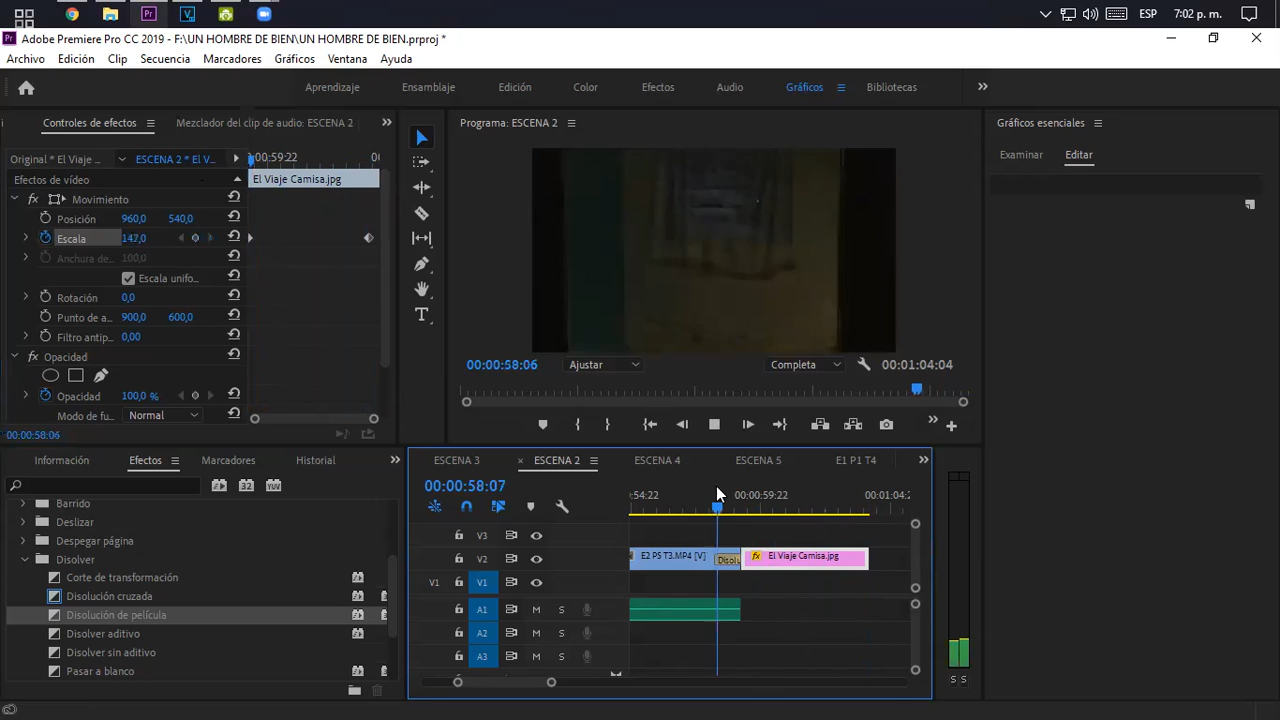 ESP
7:02 p. m.
Adobe Premiere Pro CC 2019 - F:\UN HOMBRE DE BIEN\UN HOMBRE DE BIEN.prproj *
Archivo Edición Clip Secuencia Marcadores Gráficos Ventana Ayuda
Aprendizaje Ensamblaje Edición Color Efectos Audio Gráficos Bibliotecas
Controles de efectos Mezclador del clip de audio: ESCENA 2
Original * El Viaje ... ESCENA 2 * El V...
:00:59:22 00
Efectos de vídeo
El Viaje Camisa.jpg
fx Movimiento
Posición 960,0 540,0
Escala 147,0
Anchura de... 100,0
Escala unifo...
Rotación 0,0
Punto de a... 900,0 600,0
Filtro antip... 0,00
fx Opacidad
Opacidad 100,0 %
Modo de fu... Normal
00:00:58:06
Programa: ESCENA 2
00:00:58:06 Ajustar Completa 00:01:04:04
Gráficos esenciales
Examinar Editar
Información Efectos Marcadores Historial
Barrido
Deslizar
Despegar página
Disolver
Corte de transformación
Disolución cruzada
Disolución de película
Disolver aditivo
Disolver sin aditivo
Pasar a blanco
ESCENA 3 ESCENA 2 ESCENA 4 ESCENA 5 E1 P1 T4
00:00:58:07
:54:22 00:00:59:22 00:01:04:2
V3
V2 E2 P5 T3.MP4 [V] Disolu fx El Viaje Camisa.jpg
V1 V1
A1 M S
A2 M S
A3 M S
S S